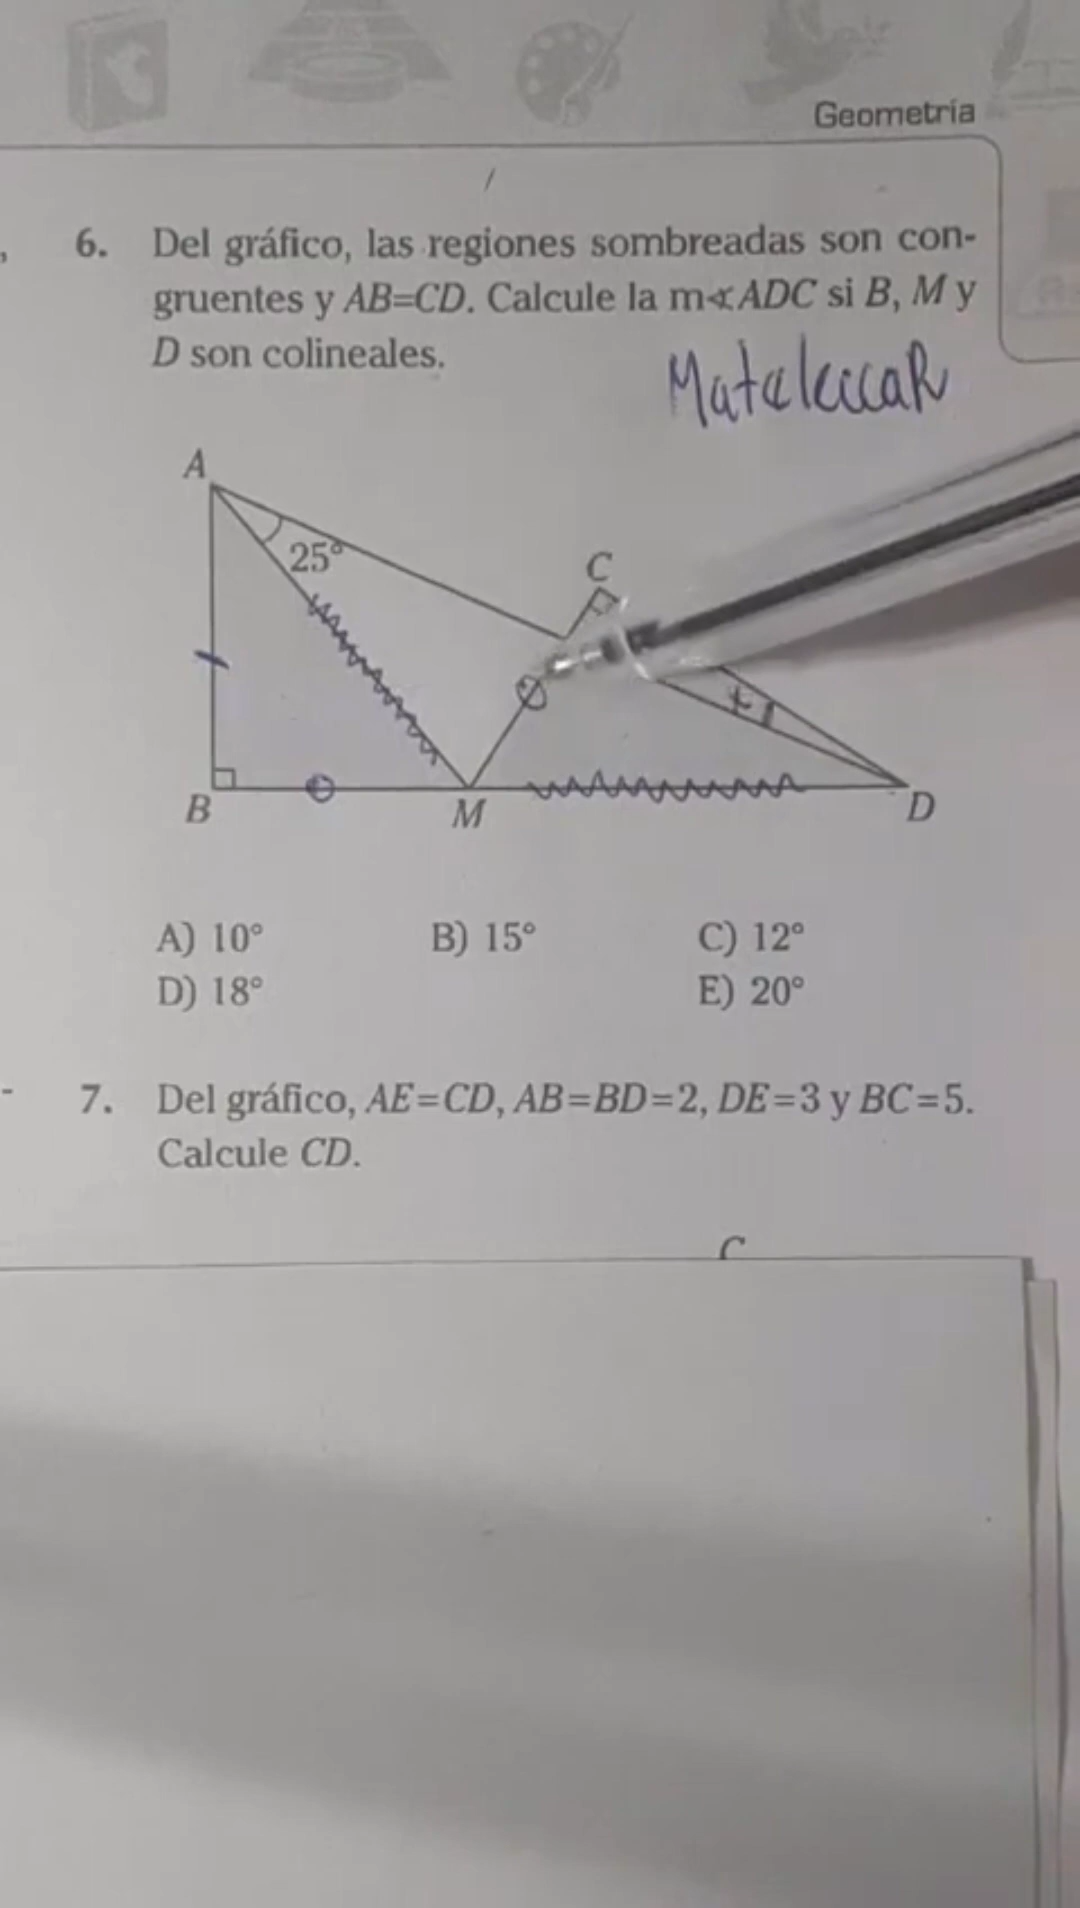 Geometría
6. Del gráfico, las regiones sombreadas son con-
gruentes y AB=CD. Calcule la m∢ADC si B, M y
D son colineales.
A
25°
C
B
M
D
A) 10° B) 15° C) 12°
D) 18° E) 20°
7. Del gráfico, AE=CD, AB=BD=2, DE=3 y BC=5.
Calcule CD.
C